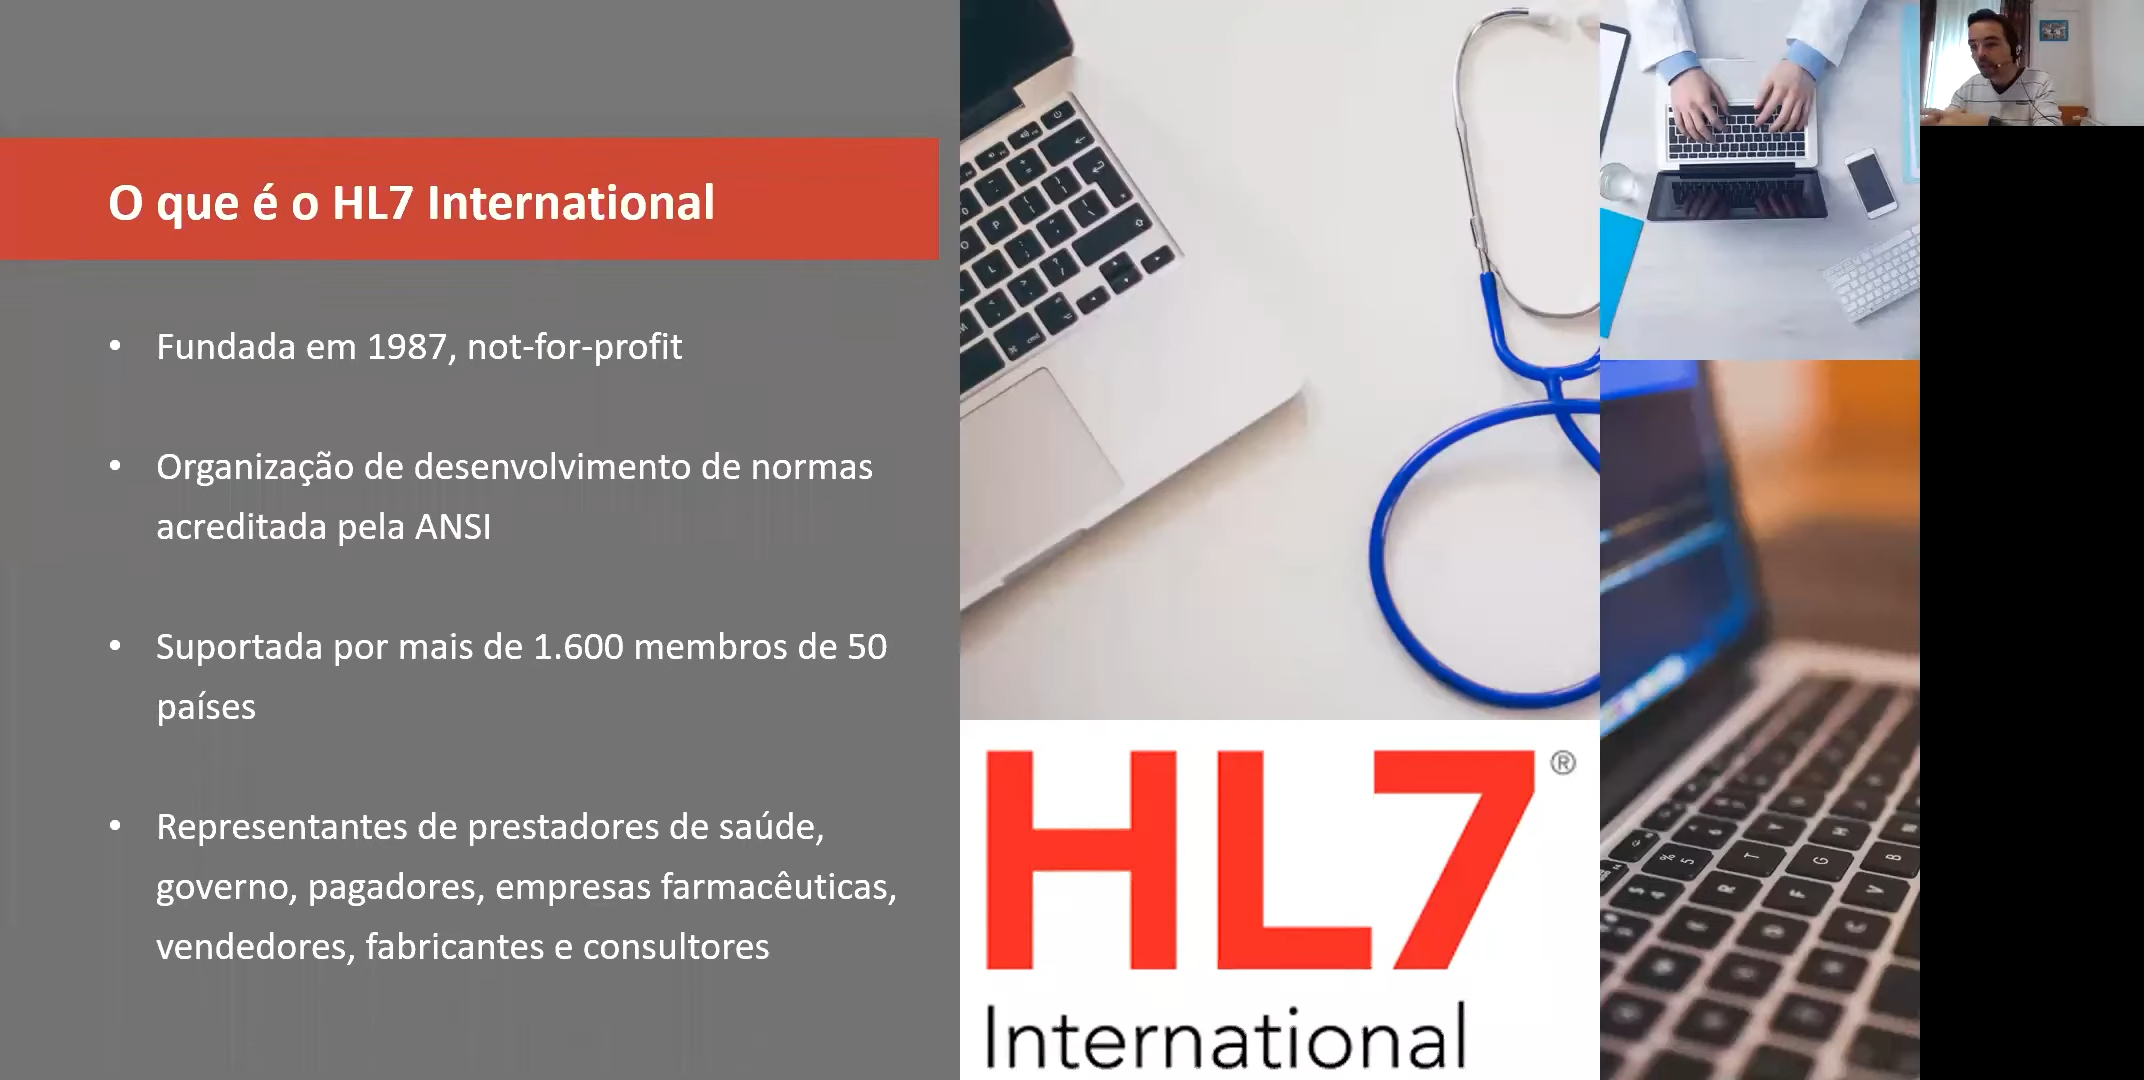 O que é o HL7 International
• Fundada em 1987, not-for-profit
• Organização de desenvolvimento de normas
acreditada pela ANSI
• Suportada por mais de 1.600 membros de 50
países
• Representantes de prestadores de saúde,
governo, pagadores, empresas farmacêuticas,
vendedores, fabricantes e consultores
HL7®
International